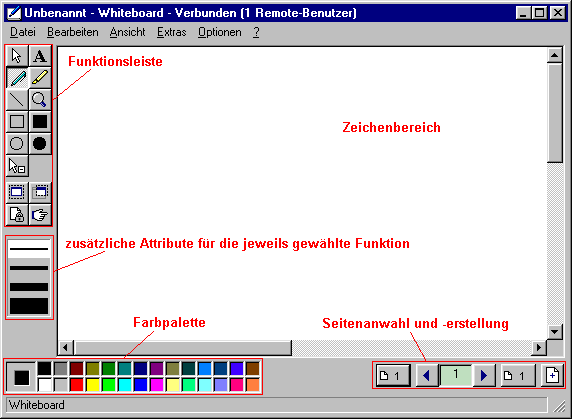 Unbenannt - Whiteboard - Verbunden (1 Remote-Benutzer)
Datei Bearbeiten Ansicht Extras Optionen ?
A
Funktionsleiste
Zeichenbereich
zusätzliche Attribute für die jeweils gewählte Funktion
Farbpalette
Seitenanwahl und -erstellung
1 1 1
Whiteboard